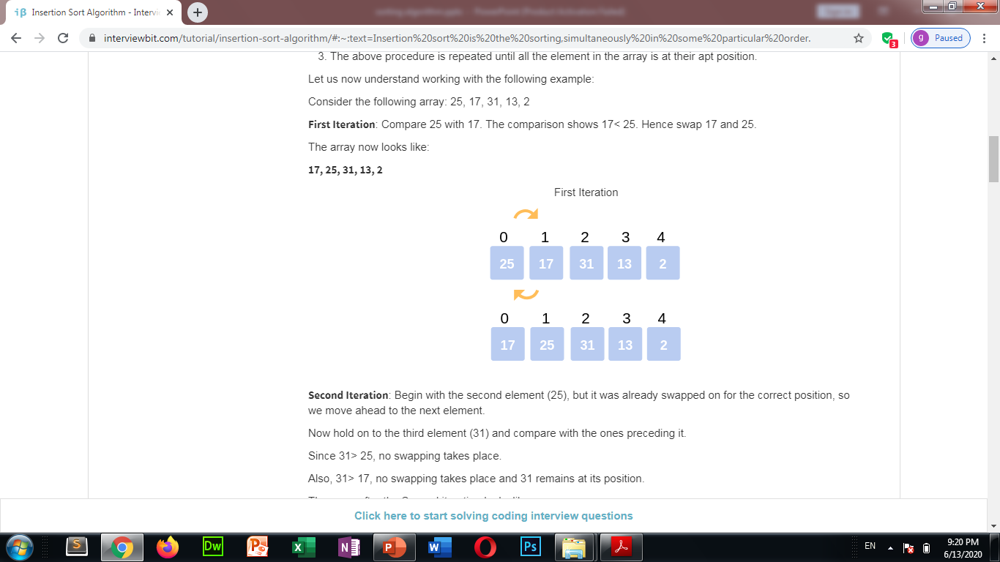 Insertion Sort Algorithm - Intervi
interviewbit.com/tutorial/insertion-sort-algorithm/#:~:text=Insertion%20sort%20is%20the%20sorting,simultaneously%20in%20some%20particular%20order.
3
g Paused
3. The above procedure is repeated until all the element in the array is at their apt position.
Let us now understand working with the following example:
Consider the following array: 25, 17, 31, 13, 2
First Iteration: Compare 25 with 17. The comparison shows 17< 25. Hence swap 17 and 25.
The array now looks like:
17, 25, 31, 13, 2
First Iteration
0 1 2 3 4
25 17 31 13 2
0 1 2 3 4
17 25 31 13 2
Second Iteration: Begin with the second element (25), but it was already swapped on for the correct position, so
we move ahead to the next element.
Now hold on to the third element (31) and compare with the ones preceding it.
Since 31> 25, no swapping takes place.
Also, 31> 17, no swapping takes place and 31 remains at its position.
Click here to start solving coding interview questions
EN
9:20 PM
6/13/2020